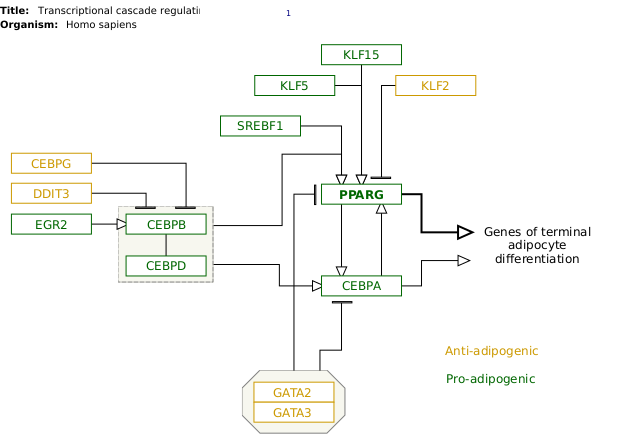 Title: Transcriptional cascade regulati
1
Organism: Homo sapiens
KLF15
KLF5
KLF2
SREBF1
CEBPG
DDIT3
EGR2
CEBPB
CEBPD
PPARG
CEBPA
Genes of terminal
adipocyte
differentiation
Anti-adipogenic
Pro-adipogenic
GATA2
GATA3